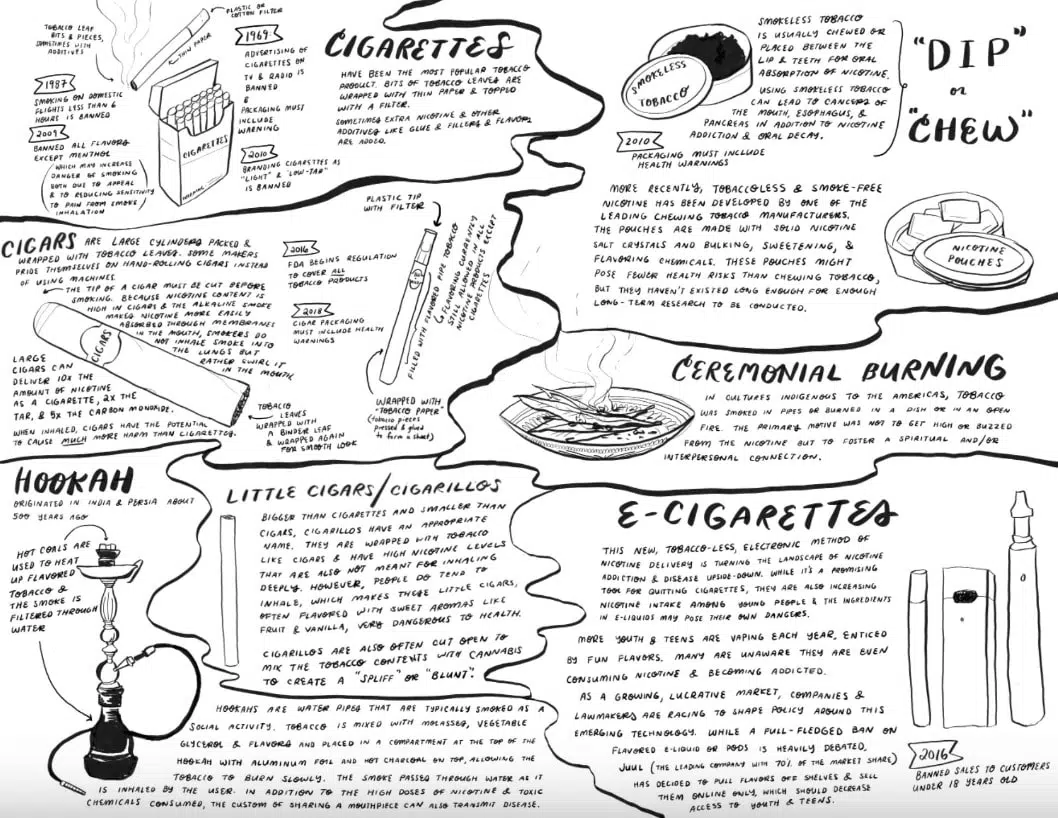 CIGARETTES
HAVE BEEN THE MOST POPULAR TOBACCO
PRODUCT. BITS OF TOBACCO LEAVES ARE
WRAPPED WITH THIN PAPER & TOPPED
WITH A FILTER.
SOMETIMES EXTRA NICOTINE & OTHER
ADDITIVES LIKE GLUE & FILLERS & FLAVORS
ARE ADDED.
TOBACCO LEAF
BITS & PIECES,
SOMETIMES WITH
ADDITIVES
THIN PAPER
PLASTIC OR
COTTON FILTER
1969
ADVERTISING OF
CIGARETTES ON
TV & RADIO IS
BANNED
&
PACKAGING MUST
INCLUDE
WARNING
1987
SMOKING ON DOMESTIC
FLIGHTS LESS THAN 6
HOURS IS BANNED
2009
BANNED ALL FLAVORS
EXCEPT MENTHOL
(WHICH MAY INCREASE
DANGER OF SMOKING
BOTH DUE TO APPEAL
& TO REDUCING SENSITIVITY
TO PAIN FROM SMOKE
INHALATION)
2010
BRANDING CIGARETTES AS
"LIGHT" & "LOW-TAR"
IS BANNED
CIGARETTES
WARNING
"DIP"
or
"CHEW"
SMOKELESS TOBACCO
IS USUALLY CHEWED OR
PLACED BETWEEN THE
LIP & TEETH FOR ORAL
ABSORPTION OF NICOTINE.
USING SMOKELESS TOBACCO
CAN LEAD TO CANCERS OF
THE MOUTH, ESOPHAGUS, &
PANCREAS IN ADDITION TO NICOTINE
ADDICTION & ORAL DECAY.
SMOKELESS
TOBACCO
2010
PACKAGING MUST INCLUDE
HEALTH WARNINGS
MORE RECENTLY, TOBACCOLESS & SMOKE-FREE
NICOTINE HAS BEEN DEVELOPED BY ONE OF THE
LEADING CHEWING TOBACCO MANUFACTURERS.
THE POUCHES ARE MADE WITH SOLID NICOTINE
SALT CRYSTALS AND BULKING, SWEETENING, &
FLAVORING CHEMICALS. THESE POUCHES MIGHT
POSE FEWER HEALTH RISKS THAN CHEWING TOBACCO,
BUT THEY HAVEN'T EXISTED LONG ENOUGH FOR ENOUGH
LONG-TERM RESEARCH TO BE CONDUCTED.
NICOTINE
POUCHES
CIGARS ARE LARGE CYLINDERS PACKED &
WRAPPED WITH TOBACCO LEAVES. SOME MAKERS
PRIDE THEMSELVES ON HAND-ROLLING CIGARS INSTEAD
OF USING MACHINES.
THE TIP OF A CIGAR MUST BE CUT BEFORE
SMOKING. BECAUSE NICOTINE CONTENT IS
HIGH IN CIGARS & THE ALKALINE SMOKE
MAKES NICOTINE MORE EASILY
ABSORBED THROUGH MEMBRANES
IN THE MOUTH, SMOKERS DO
NOT INHALE SMOKE INTO
THE LUNGS BUT
RATHER SWIRL IT
IN THE MOUTH.
CIGARS
LARGE
CIGARS CAN
DELIVER 10X THE
AMOUNT OF NICOTINE
AS A CIGARETTE, 2X THE
TAR, & 5X THE CARBON MONOXIDE.
WHEN INHALED, CIGARS HAVE THE POTENTIAL
TO CAUSE MUCH MORE HARM THAN CIGARETTES.
TOBACCO
LEAVES
WRAPPED WITH
A BINDER LEAF
& WRAPPED AGAIN
FOR SMOOTH LOOK
2016
FDA BEGINS REGULATION
TO COVER ALL
TOBACCO PRODUCTS
2018
CIGAR PACKAGING
MUST INCLUDE HEALTH
WARNINGS
PLASTIC TIP
WITH FILTER
FILLED WITH FLAVORED PIPE TOBACCO
FLAVORING CURRENTLY
STILL ALLOWED IN ALL
NICOTINE PRODUCTS EXCEPT
CIGARETTES
WRAPPED WITH
"TOBACCO PAPER"
(tobacco pieces
pressed & glued
to form a sheet)
CEREMONIAL BURNING
IN CULTURES INDIGENOUS TO THE AMERICAS, TOBACCO
WAS SMOKED IN PIPES OR BURNED IN A DISH OR IN AN OPEN
FIRE. THE PRIMARY MOTIVE WAS NOT TO GET HIGH OR BUZZED
FROM THE NICOTINE BUT TO FOSTER A SPIRITUAL AND/OR
INTERPERSONAL CONNECTION.
HOOKAH
ORIGINATED IN INDIA & PERSIA ABOUT
500 YEARS AGO
HOT COALS ARE
USED TO HEAT
UP FLAVORED
TOBACCO &
THE SMOKE IS
FILTERED THROUGH
WATER
HOOKAHS ARE WATER PIPES THAT ARE TYPICALLY SMOKED AS A
SOCIAL ACTIVITY. TOBACCO IS MIXED WITH MOLASSES, VEGETABLE
GLYCEROL & FLAVORS AND PLACED IN A COMPARTMENT AT THE TOP OF THE
HOOKAH WITH ALUMINUM FOIL AND HOT CHARCOAL ON TOP, ALLOWING THE
TOBACCO TO BURN SLOWLY. THE SMOKE PASSES THROUGH WATER AS IT
IS INHALED BY THE USER. IN ADDITION TO THE HIGH DOSES OF NICOTINE & TOXIC
CHEMICALS CONSUMED, THE CUSTOM OF SHARING A MOUTHPIECE CAN ALSO TRANSMIT DISEASE.
LITTLE CIGARS/CIGARILLOS
BIGGER THAN CIGARETTES AND SMALLER THAN
CIGARS, CIGARILLOS HAVE AN APPROPRIATE
NAME. THEY ARE WRAPPED WITH TOBACCO
LIKE CIGARS & HAVE HIGH NICOTINE LEVELS
THAT ARE ALSO NOT MEANT FOR INHALING
DEEPLY. HOWEVER, PEOPLE DO TEND TO
INHALE, WHICH MAKES THESE LITTLE CIGARS,
OFTEN FLAVORED WITH SWEET AROMAS LIKE
FRUIT & VANILLA, VERY DANGEROUS TO HEALTH.
CIGARILLOS ARE ALSO OFTEN CUT OPEN TO
MIX THE TOBACCO CONTENTS WITH CANNABIS
TO CREATE A "SPLIFF" OR "BLUNT".
E-CIGARETTES
THIS NEW, TOBACCO-LESS, ELECTRONIC METHOD OF
NICOTINE DELIVERY IS TURNING THE LANDSCAPE OF NICOTINE
ADDICTION & DISEASE UPSIDE-DOWN. WHILE IT'S A PROMISING
TOOL FOR QUITTING CIGARETTES, THEY ARE ALSO INCREASING
NICOTINE INTAKE AMONG YOUNG PEOPLE & THE INGREDIENTS
IN E-LIQUIDS MAY POSE THEIR OWN DANGERS.
MORE YOUTH & TEENS ARE VAPING EACH YEAR, ENTICED
BY FUN FLAVORS. MANY ARE UNAWARE THEY ARE EVEN
CONSUMING NICOTINE & BECOMING ADDICTED.
AS A GROWING, LUCRATIVE MARKET, COMPANIES &
LAWMAKERS ARE RACING TO SHAPE POLICY AROUND THIS
EMERGING TECHNOLOGY. WHILE A FULL-FLEDGED BAN ON
FLAVORED E-LIQUID OR PODS IS HEAVILY DEBATED,
JUUL (THE LEADING COMPANY WITH 70% OF THE MARKET SHARE)
HAS DECIDED TO PULL FLAVORS OFF SHELVES & SELL
THEM ONLINE ONLY, WHICH SHOULD DECREASE
ACCESS TO YOUTH & TEENS.
2016
BANNED SALES TO CUSTOMERS
UNDER 18 YEARS OLD